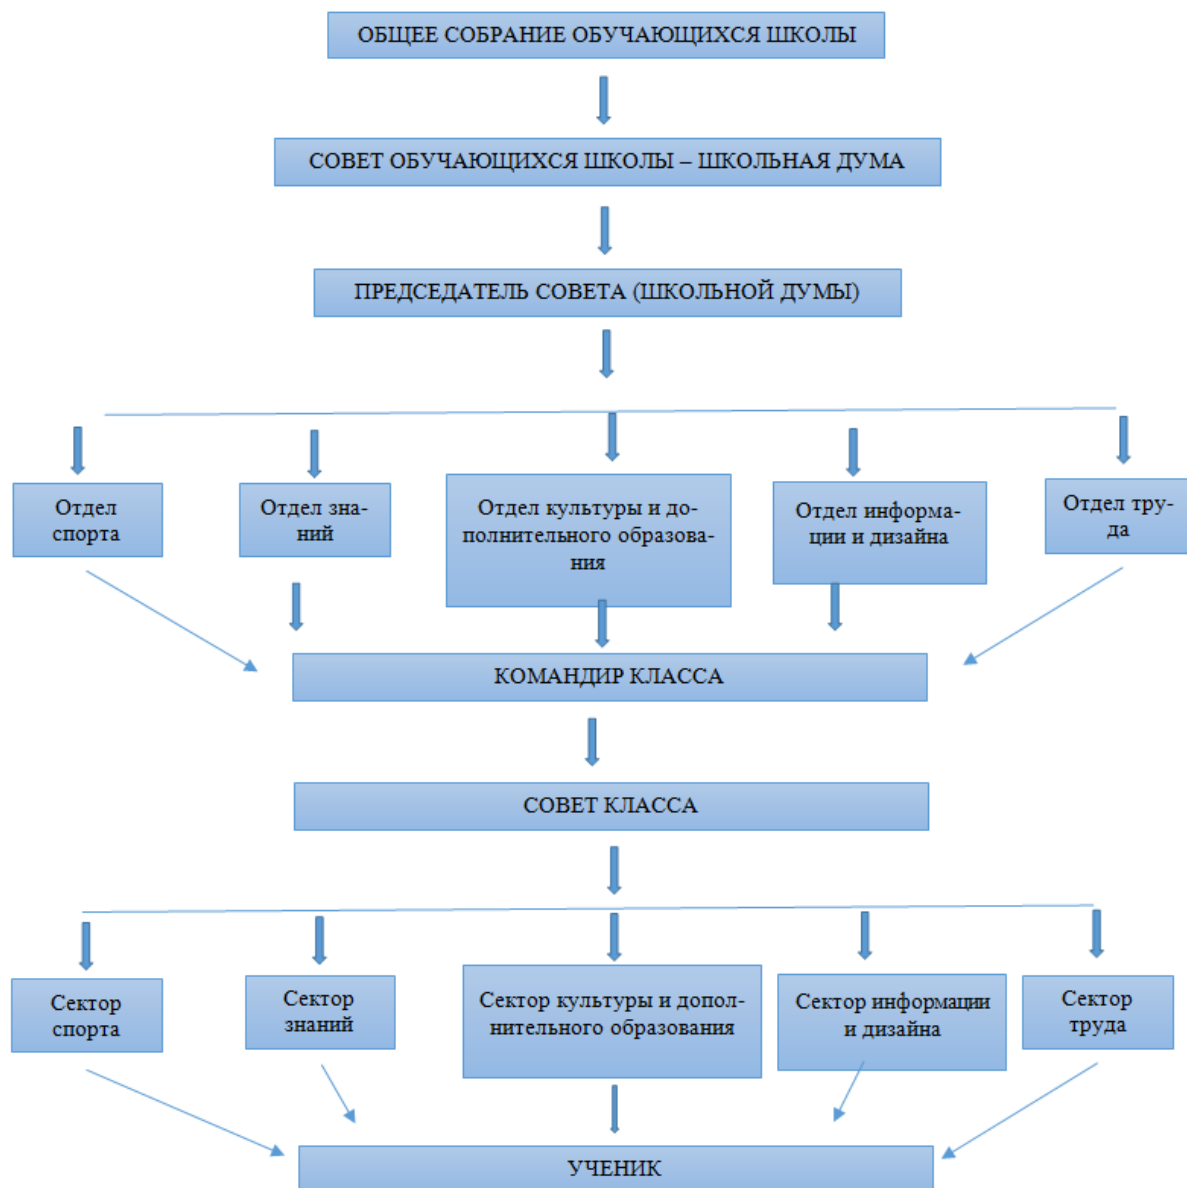 ОБЩЕЕ СОБРАНИЕ ОБУЧАЮЩИХСЯ ШКОЛЫ
СОВЕТ ОБУЧАЮЩИХСЯ ШКОЛЫ – ШКОЛЬНАЯ ДУМА
ПРЕДСЕДАТЕЛЬ СОВЕТА (ШКОЛЬНОЙ ДУМЫ)
Отдел
спорта
Отдел зна-
ний
Отдел культуры и до-
полнительного образова-
ния
Отдел информа-
ции и дизайна
Отдел тру-
да
КОМАНДИР КЛАССА
СОВЕТ КЛАССА
Сектор
спорта
Сектор
знаний
Сектор культуры и допол-
нительного образования
Сектор информации
и дизайна
Сектор
труда
УЧЕНИК